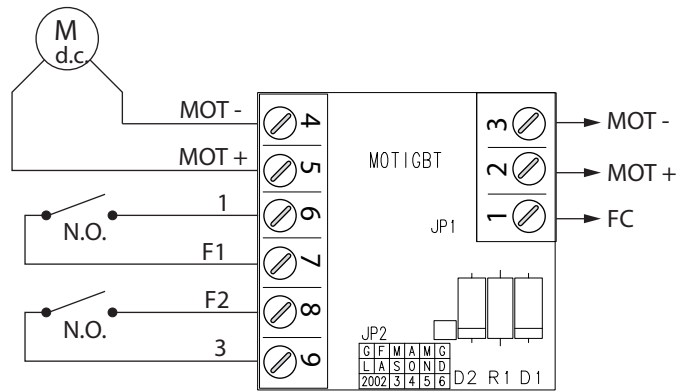 M
d.c.
MOT -
MOT +
1
N.O.
F1
F2
N.O.
3
4
5
6
7
8
9
MOTIGBT
JP1
3
2
1
MOT -
MOT +
FC
JP2
G F M A M G
L A S O N D
2002 3 4 5 6
D2 R1 D1